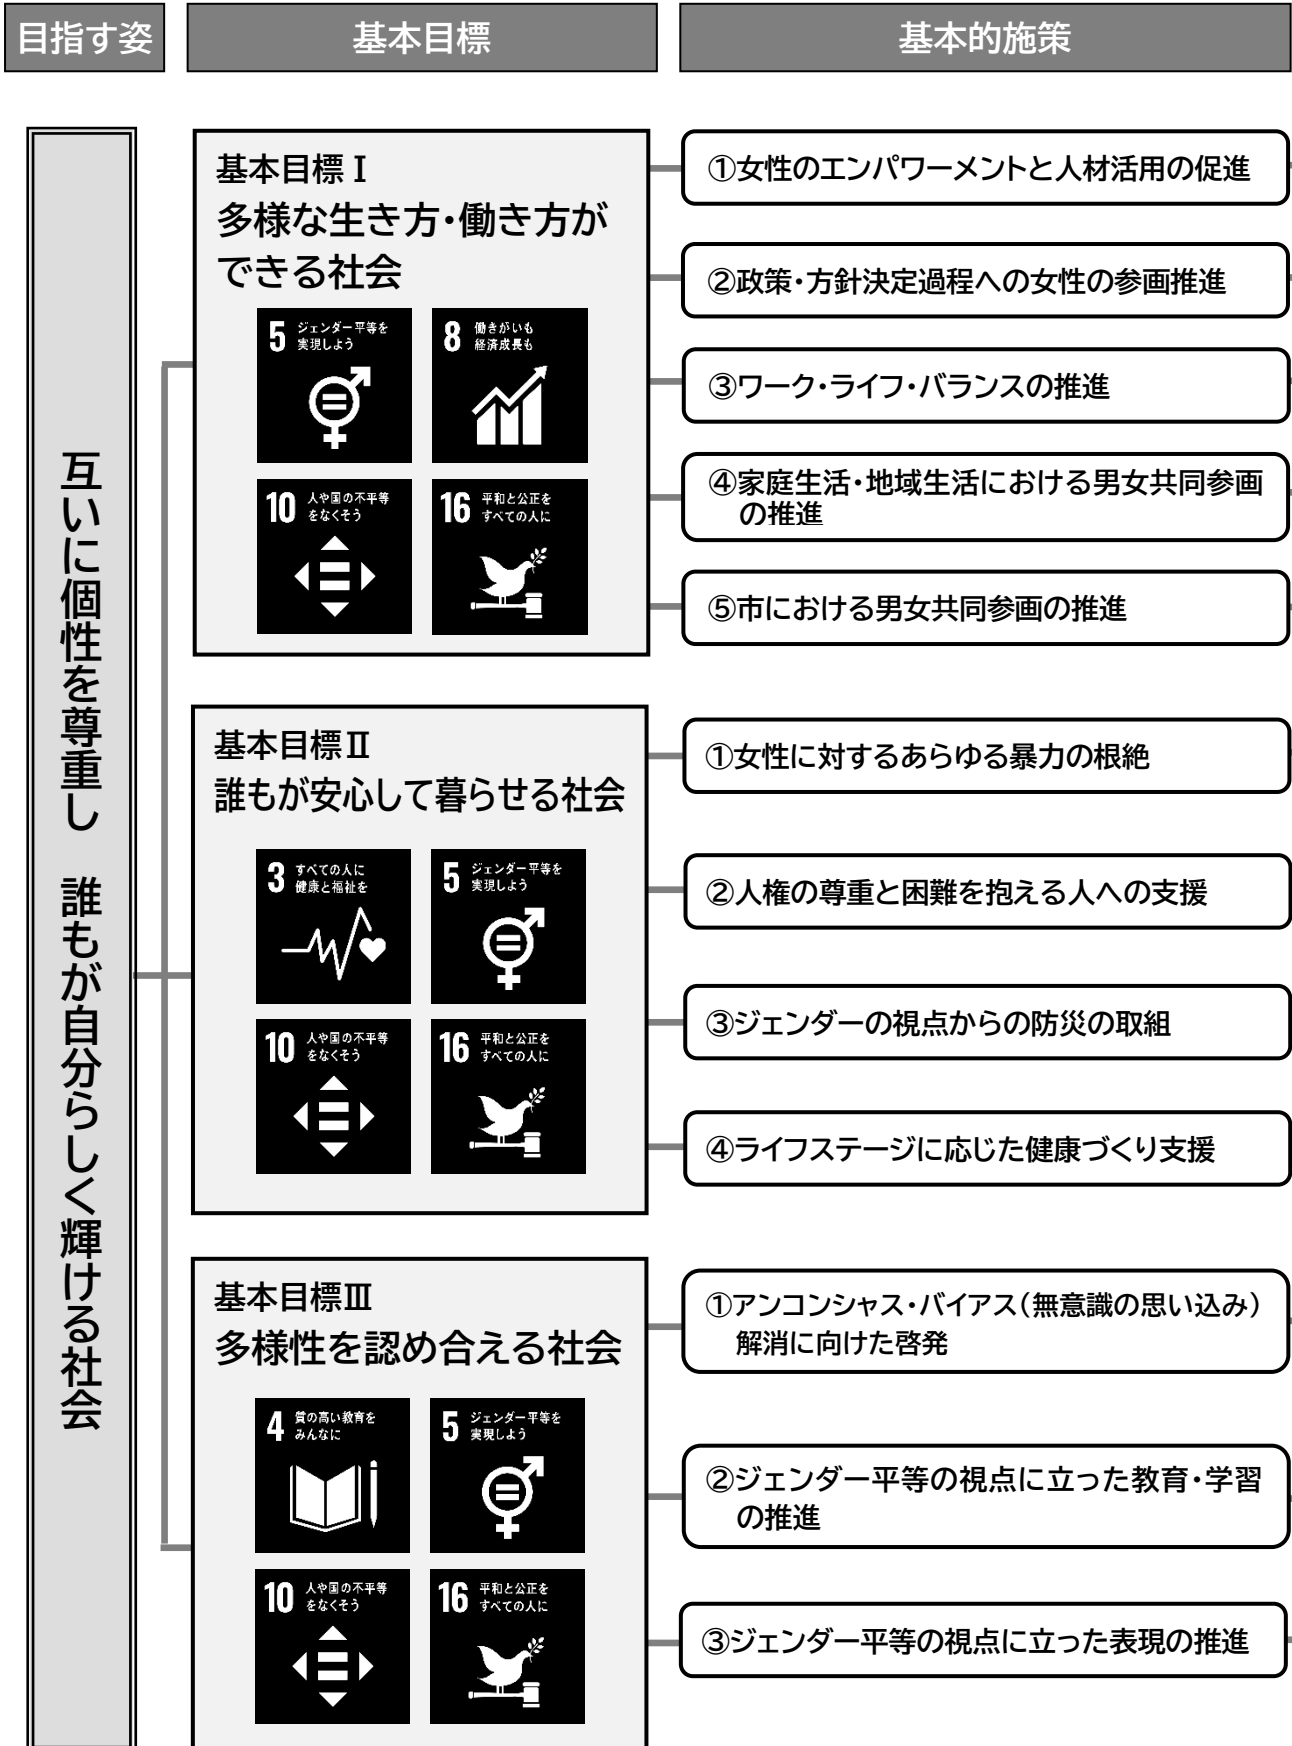 目指す姿
基本目標
基本的施策
互いに個性を尊重し　誰もが自分らしく輝ける社会
基本目標Ⅰ
多様な生き方・働き方が
できる社会
5 ジェンダー平等を
実現しよう
8 働きがいも
経済成長も
10 人や国の不平等
をなくそう
16 平和と公正を
すべての人に
①女性のエンパワーメントと人材活用の促進
②政策・方針決定過程への女性の参画推進
③ワーク・ライフ・バランスの推進
④家庭生活・地域生活における男女共同参画
の推進
⑤市における男女共同参画の推進
基本目標Ⅱ
誰もが安心して暮らせる社会
3 すべての人に
健康と福祉を
5 ジェンダー平等を
実現しよう
10 人や国の不平等
をなくそう
16 平和と公正を
すべての人に
①女性に対するあらゆる暴力の根絶
②人権の尊重と困難を抱える人への支援
③ジェンダーの視点からの防災の取組
④ライフステージに応じた健康づくり支援
基本目標Ⅲ
多様性を認め合える社会
4 質の高い教育を
みんなに
5 ジェンダー平等を
実現しよう
10 人や国の不平等
をなくそう
16 平和と公正を
すべての人に
①アンコンシャス・バイアス（無意識の思い込み）
解消に向けた啓発
②ジェンダー平等の視点に立った教育・学習
の推進
③ジェンダー平等の視点に立った表現の推進